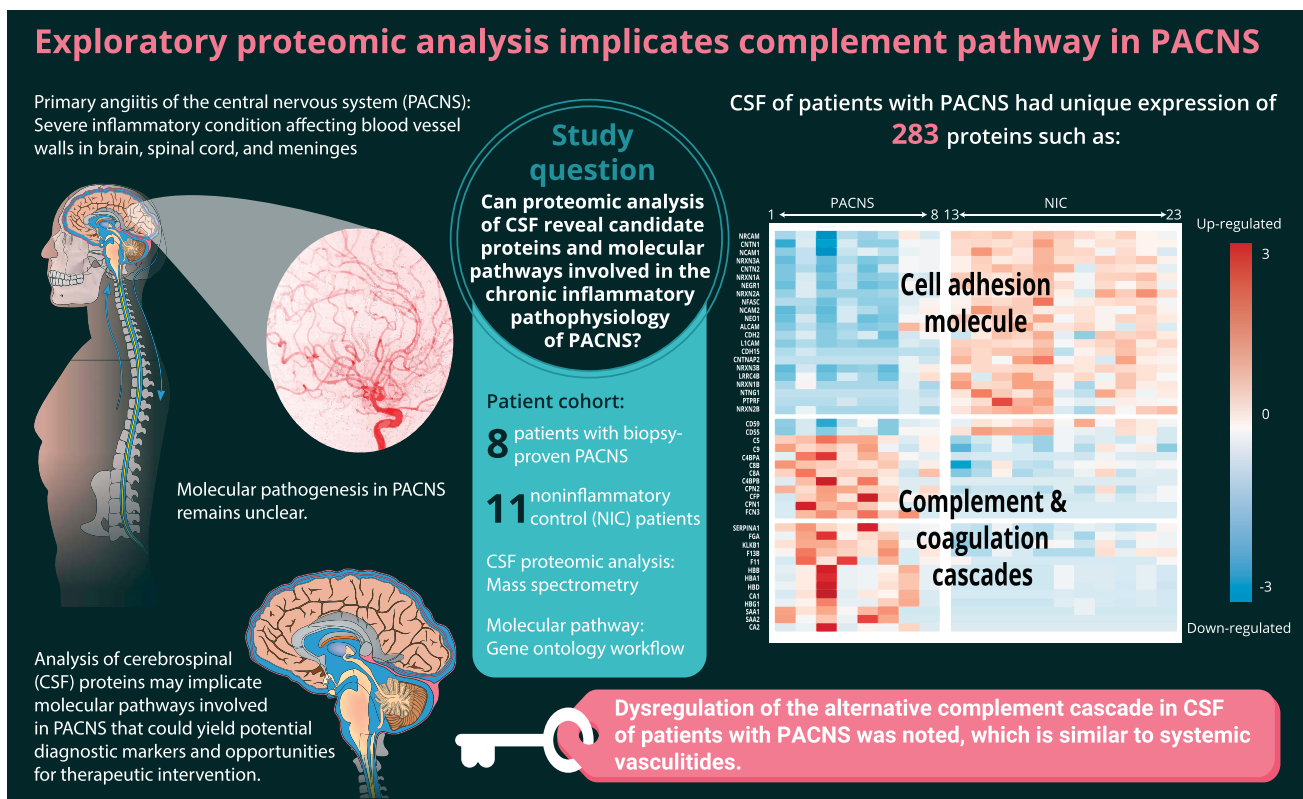 Exploratory proteomic analysis implicates complement pathway in PACNS
Primary angiitis of the central nervous system (PACNS):
Severe inflammatory condition affecting blood vessel
walls in brain, spinal cord, and meninges
Molecular pathogenesis in PACNS
remains unclear.
Analysis of cerebrospinal
(CSF) proteins may implicate
molecular pathways involved
in PACNS that could yield potential
diagnostic markers and opportunities
for therapeutic intervention.
Study
question
Can proteomic analysis
of CSF reveal candidate
proteins and molecular
pathways involved in the
chronic inflammatory
pathophysiology
of PACNS?
Patient cohort:
8 patients with biopsy-
proven PACNS
11 noninflammatory
control (NIC) patients
CSF proteomic analysis:
Mass spectrometry
Molecular pathway:
Gene ontology workflow
CSF of patients with PACNS had unique expression of
283 proteins such as:
PACNS NIC
1 8 13 23
NRCAM
CNTN1
NCAM1
NRXN3A
CNTN2
NRXN1A
NEGR1
NRXN2A
NFASC
NCAM2
NEO1
ALCAM
CDH2
L1CAM
CDH15
CNTNAP2
NRXN3B
LRRC4B
NRXN1B
NTNG1
PTPRF
NRXN2B
CD59
CD55
C5
C9
C4BPA
C8B
C8A
C4BPB
CPN2
CFP
CPN1
FCN3
SERPINA1
FGA
KLKB1
F13B
F11
HBB
HBA1
HBD
CA1
HBG1
SAA1
SAA2
CA2
Cell adhesion
molecule
Complement &
coagulation
cascades
Up-regulated
3
0
-3
Down-regulated
Dysregulation of the alternative complement cascade in CSF
of patients with PACNS was noted, which is similar to systemic
vasculitides.